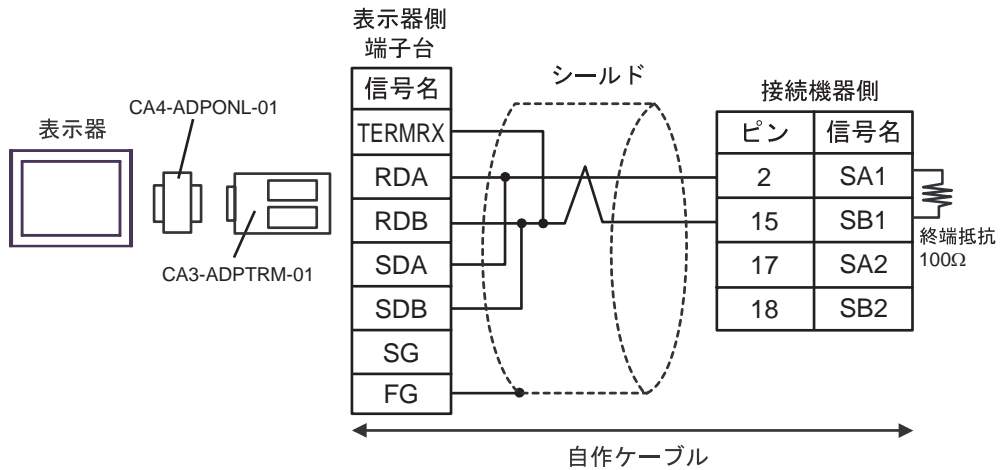 表示器側
端子台
シールド
接続機器側
CA4-ADPONL-01
表示器
CA3-ADPTRM-01
信号名
TERMRX
RDA
RDB
SDA
SDB
SG
FG
ピン 信号名
2 SA1
15 SB1
17 SA2
18 SB2
終端抵抗
100Ω
自作ケーブル